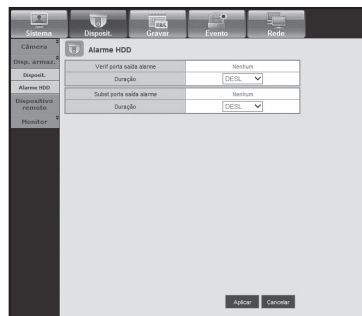 Sistema
Disposit.
REC
Gravar
Evento
Rede
Câmera
Disp. armaz.
Disposit.
Alarme HDD
Dispositivo
remoto
Monitor
Alarme HDD
Verif porta saída alarme Nenhum
Duração DESL
Subst porta saída alarme Nenhum
Duração DESL
Aplicar Cancelar